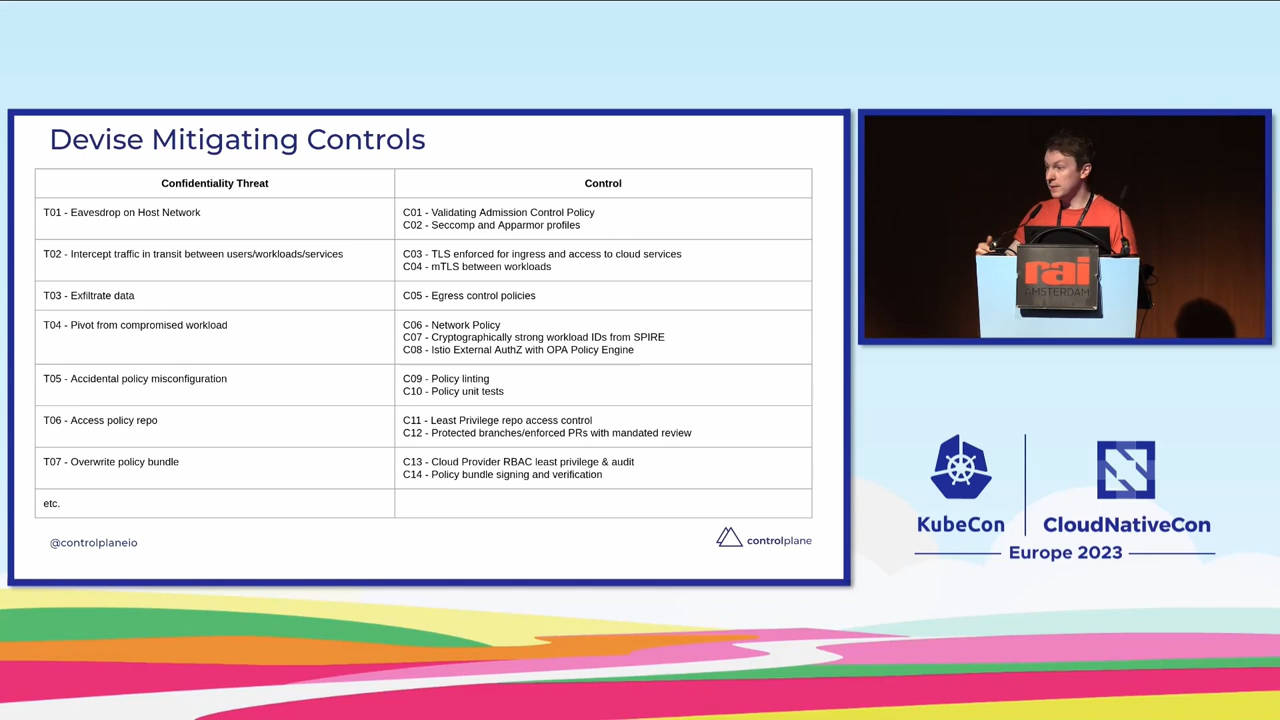 Devise Mitigating Controls
Confidentiality Threat
Control
T01 - Eavesdrop on Host Network
C01 - Validating Admission Control Policy
C02 - Seccomp and Apparmor profiles
T02 - Intercept traffic in transit between users/workloads/services
C03 - TLS enforced for ingress and access to cloud services
C04 - mTLS between workloads
T03 - Exfiltrate data
C05 - Egress control policies
T04 - Pivot from compromised workload
C06 - Network Policy
C07 - Cryptographically strong workload IDs from SPIRE
C08 - Istio External AuthZ with OPA Policy Engine
T05 - Accidental policy misconfiguration
C09 - Policy linting
C10 - Policy unit tests
T06 - Access policy repo
C11 - Least Privilege repo access control
C12 - Protected branches/enforced PRs with mandated review
T07 - Overwrite policy bundle
C13 - Cloud Provider RBAC least privilege & audit
C14 - Policy bundle signing and verification
etc.
@controlplaneio
controlplane
rai
AMSTERDAM
KubeCon
CloudNativeCon
Europe 2023